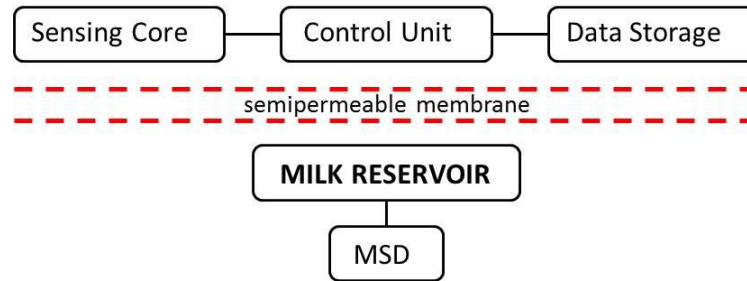 Sensing Core
Control Unit
Data Storage
semipermeable membrane
MILK RESERVOIR
MSD